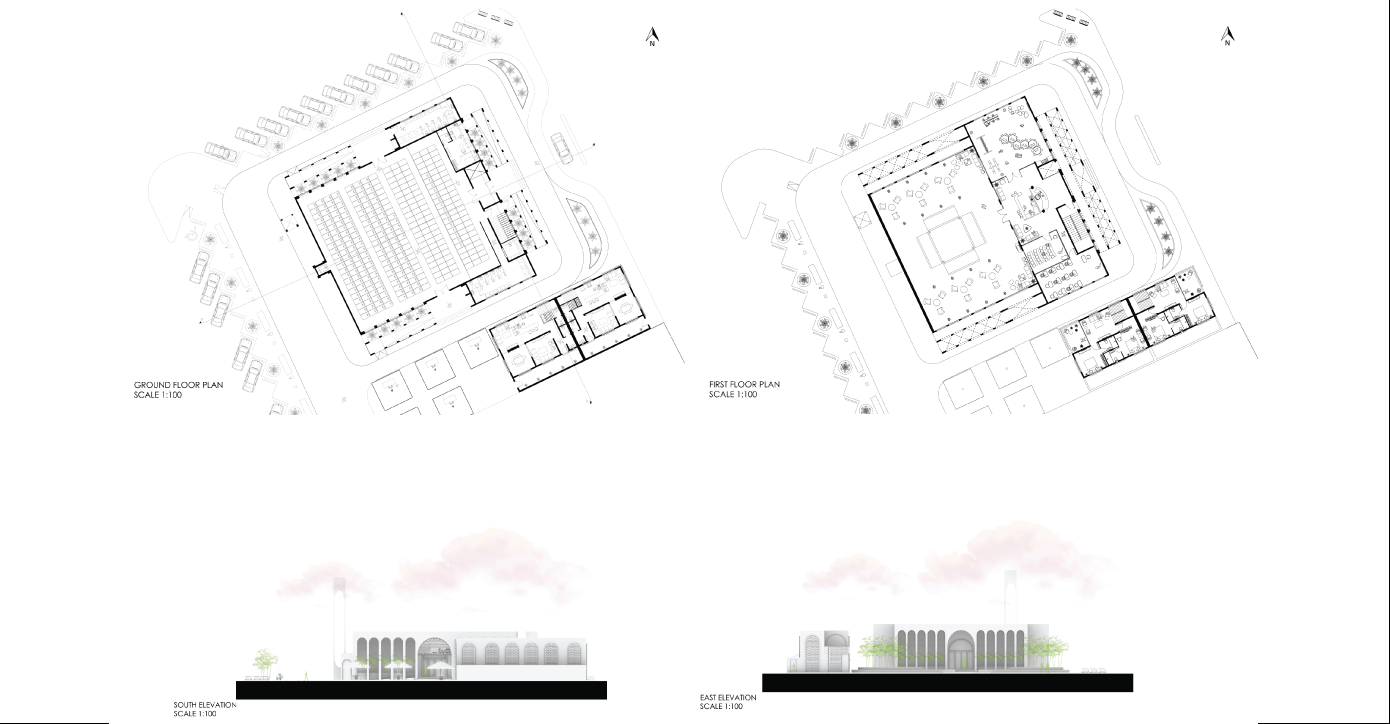 N
N
GROUND FLOOR PLAN
SCALE 1:100
FIRST FLOOR PLAN
SCALE 1:100
SOUTH ELEVATION
SCALE 1:100
EAST ELEVATION
SCALE 1:100